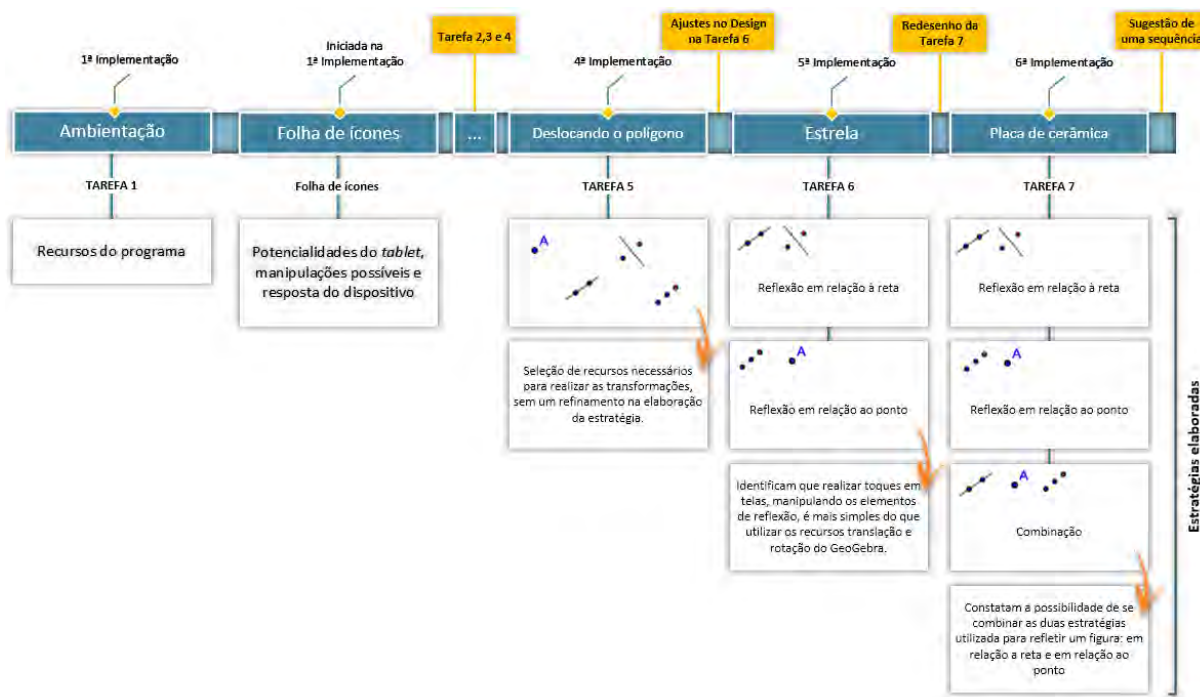 Tarefa 2,3 e 4
Ajustes no Design
na Tarefa 6
Redesenho da
Tarefa 7
Sugestão de
uma sequência
1ª Implementação
Iniciada na
1ª Implementação
4ª Implementação
5ª Implementação
6ª Implementação
Ambientação
Folha de ícones
...
Deslocando o polígono
Estrela
Placa de cerâmica
TAREFA 1
Folha de ícones
TAREFA 5
TAREFA 6
TAREFA 7
Recursos do programa
Potencialidades do tablet,
manipulações possíveis e
resposta do dispositivo
A
Seleção de recursos necessários
para realizar as transformações,
sem um refinamento na elaboração
da estratégia.
Reflexão em relação à reta
A
Reflexão em relação ao ponto
Identificam que realizar toques em
telas, manipulando os elementos
de reflexão, é mais simples do que
utilizar os recursos translação e
rotação do GeoGebra.
Reflexão em relação à reta
A
Reflexão em relação ao ponto
A
Combinação
Constatam a possibilidade de se
combinar as duas estratégias
utilizada para refletir um figura: em
relação a reta e em relação ao
ponto
Estratégias elaboradas